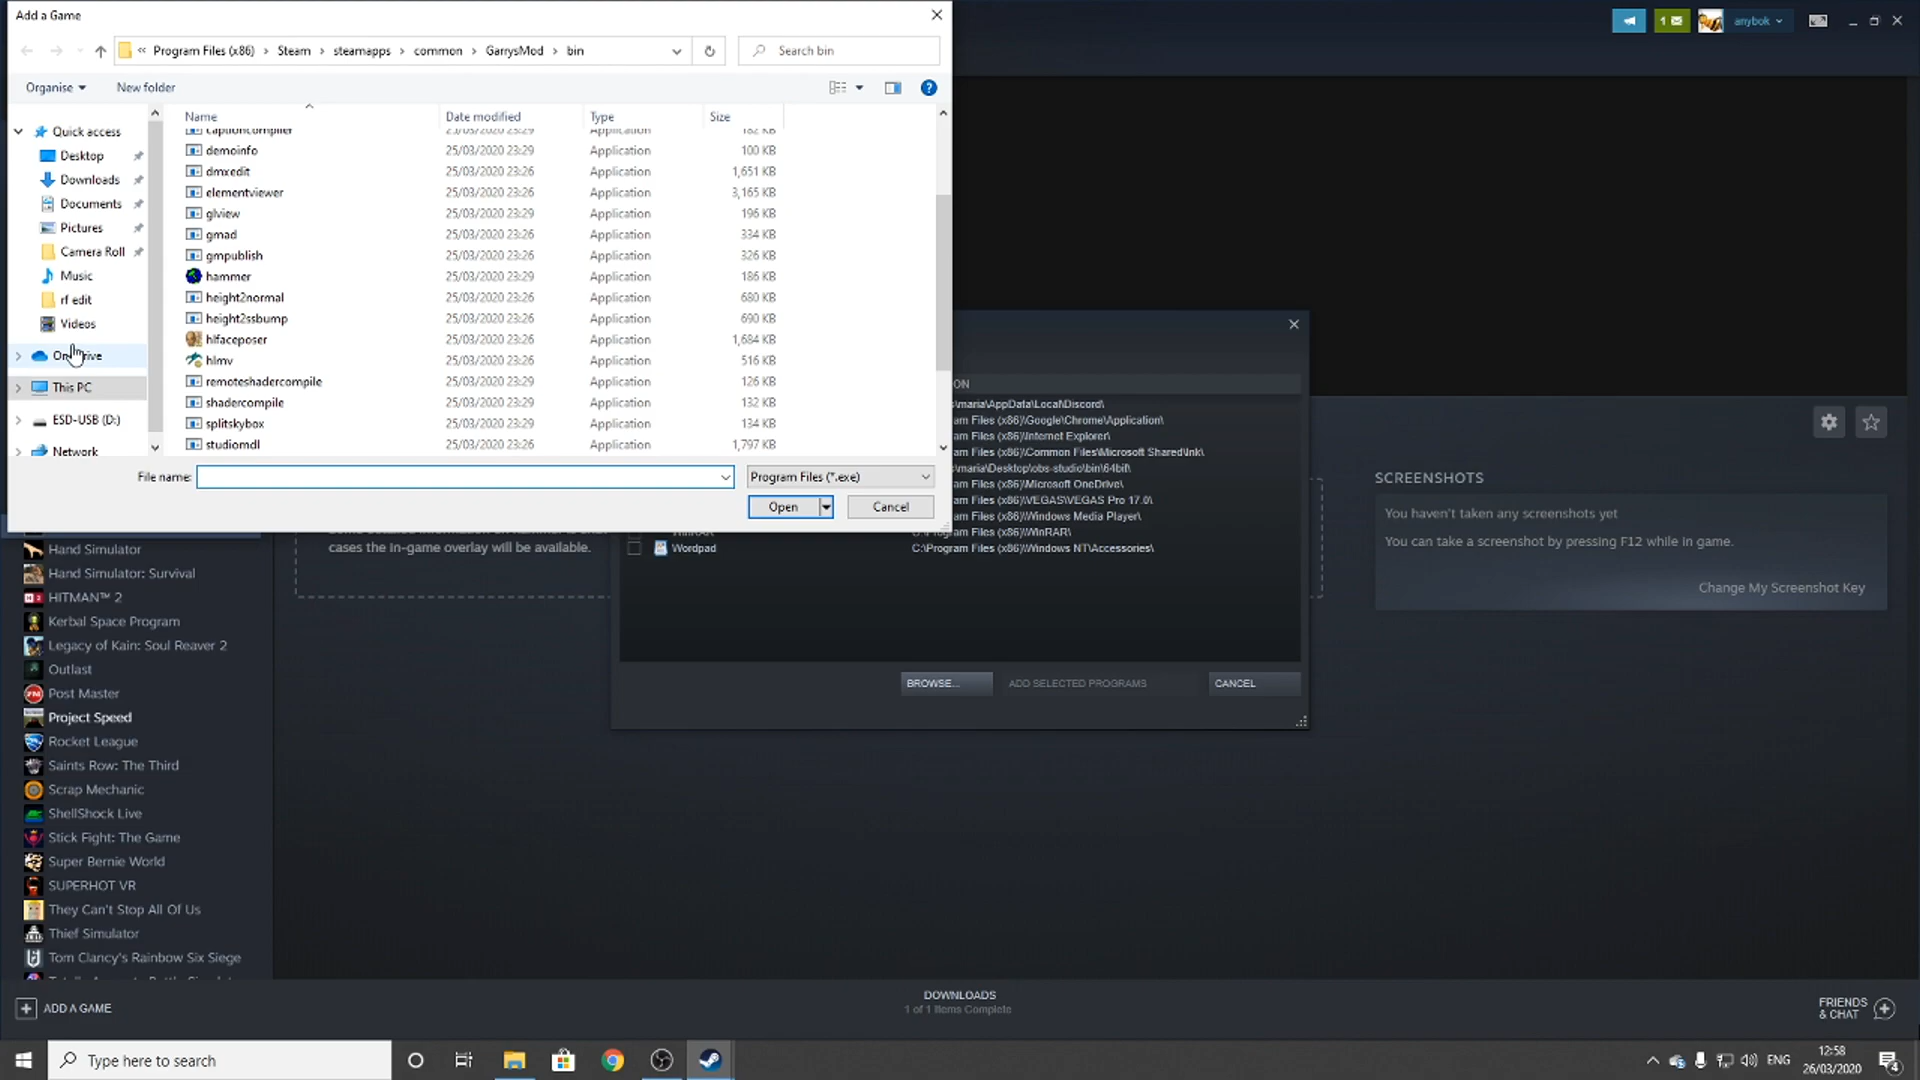 Add a Game
« Program Files (x86) > Steam > steamapps > common > GarrysMod > bin
Search bin
Organise
New folder
Name Date modified Type Size
captioncompiler 25/03/2020 23:29 Application 182 KB
demoinfo 25/03/2020 23:29 Application 100 KB
dmxedit 25/03/2020 23:26 Application 1,651 KB
elementviewer 25/03/2020 23:26 Application 3,165 KB
glview 25/03/2020 23:29 Application 196 KB
gmad 25/03/2020 23:26 Application 334 KB
gmpublish 25/03/2020 23:26 Application 326 KB
hammer 25/03/2020 23:29 Application 186 KB
height2normal 25/03/2020 23:26 Application 680 KB
height2ssbump 25/03/2020 23:26 Application 690 KB
hlfaceposer 25/03/2020 23:26 Application 1,684 KB
hlmv 25/03/2020 23:26 Application 516 KB
remoteshadercompile 25/03/2020 23:26 Application 126 KB
shadercompile 25/03/2020 23:29 Application 132 KB
splitskybox 25/03/2020 23:29 Application 134 KB
studiomdl 25/03/2020 23:26 Application 1,797 KB
Quick access
Desktop
Downloads
Documents
Pictures
Camera Roll
Music
rf edit
Videos
OneDrive
This PC
ESD-USB (D:)
Network
File name:
Program Files (*.exe)
Open
Cancel
1
anybok
ON
s\maria\AppData\Local\Discord\
am Files (x86)\Google\Chrome\Application\
am Files (x86)\Internet Explorer\
am Files (x86)\Common Files\Microsoft Shared\Ink\
s\maria\Desktop\obs-studio\bin\64bit\
am Files (x86)\Microsoft OneDrive\
am Files (x86)\VEGAS\VEGAS Pro 17.0\
am Files (x86)\Windows Media Player\
WinRAR C:\Program Files (x86)\WinRAR\
Wordpad C:\Program Files (x86)\Windows NT\Accessories\
BROWSE...
ADD SELECTED PROGRAMS
CANCEL
cases the in-game overlay will be available.
SCREENSHOTS
You haven't taken any screenshots yet
You can take a screenshot by pressing F12 while in game.
Change My Screenshot Key
Hand Simulator
Hand Simulator: Survival
HITMAN™ 2
Kerbal Space Program
Legacy of Kain: Soul Reaver 2
Outlast
Post Master
Project Speed
Rocket League
Saints Row: The Third
Scrap Mechanic
ShellShock Live
Stick Fight: The Game
Super Bernie World
SUPERHOT VR
They Can't Stop All Of Us
Thief Simulator
Tom Clancy's Rainbow Six Siege
ADD A GAME
DOWNLOADS
1 of 1 Items Complete
FRIENDS
& CHAT
Type here to search
ENG
12:58
26/03/2020
4